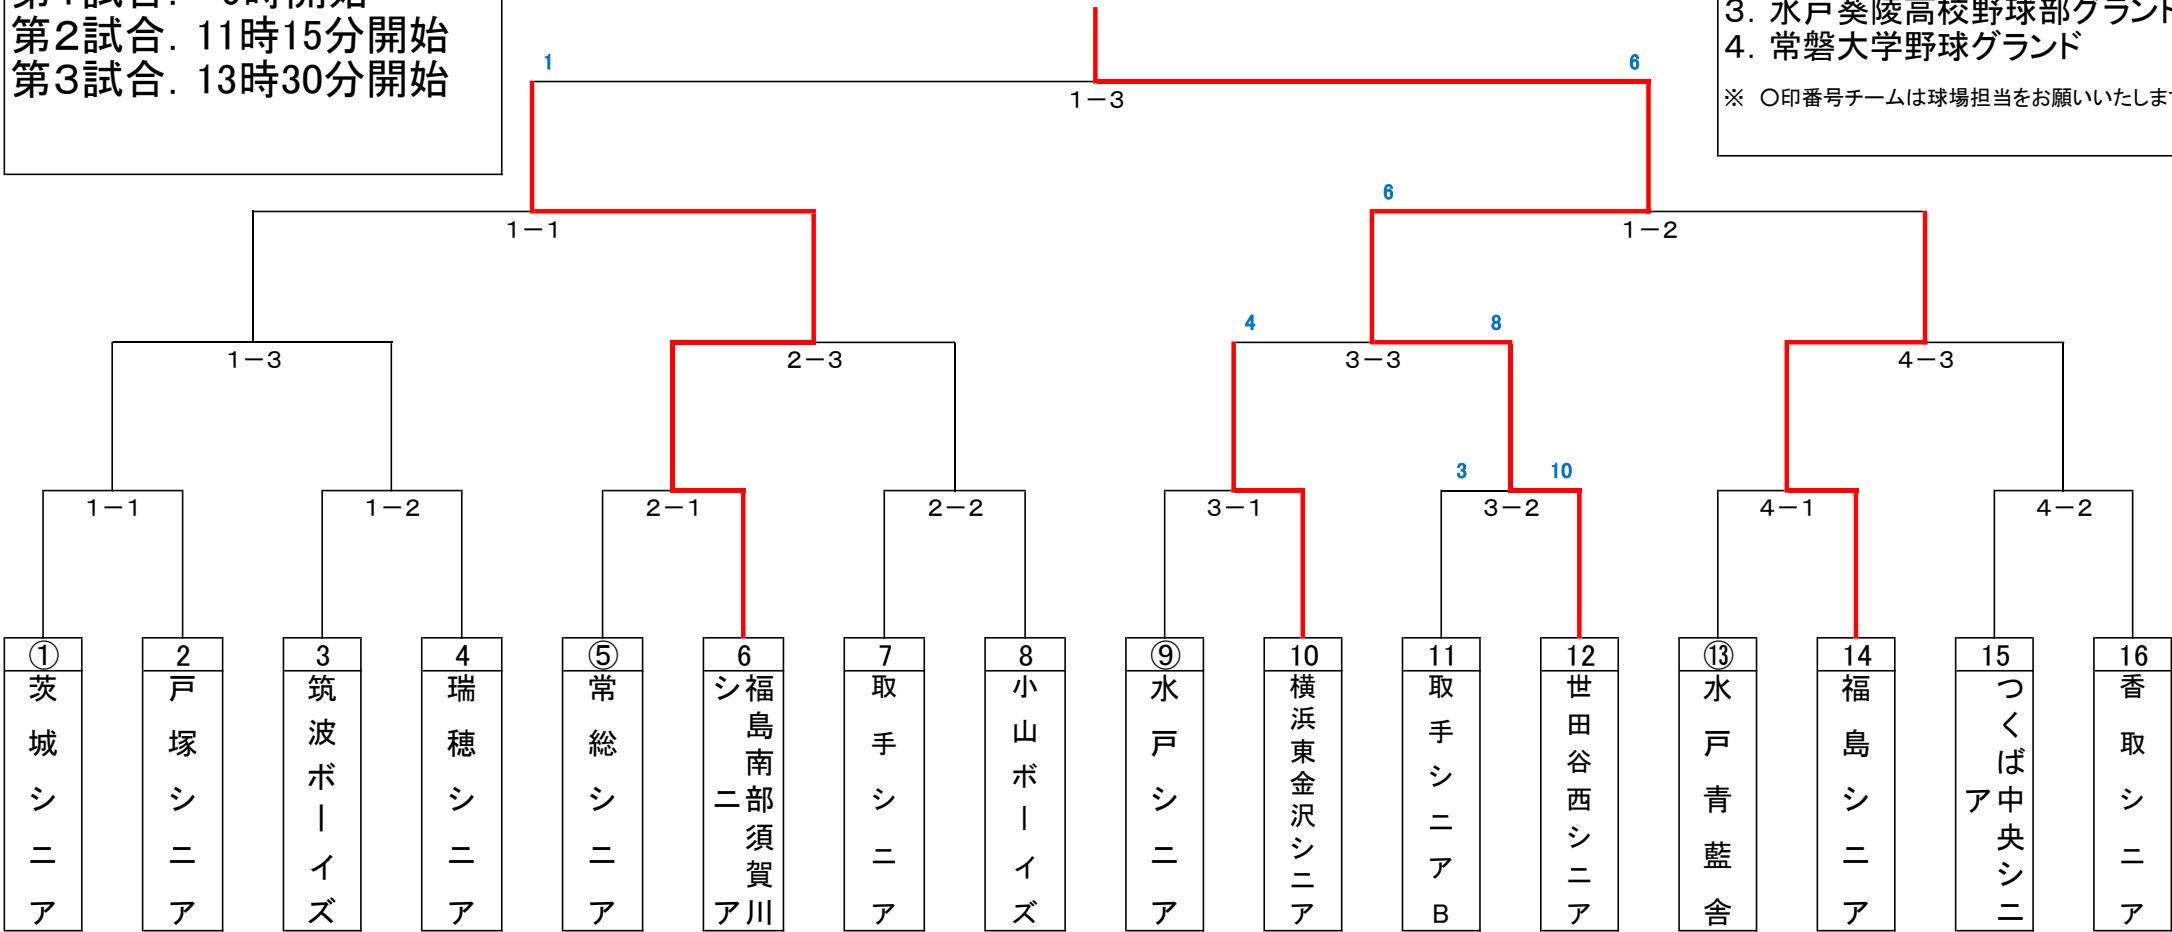 第2試合．11時15分開始
第3試合．13時30分開始
3．水戸葵陵高校野球部グランド
4．常磐大学野球グランド
※　〇印番号チームは球場担当をお願いいたします
1
6
1－3
6
1－1
1－2
4
8
1－3
2－3
3－3
4－3
3
10
1－1
1－2
2－1
2－2
3－1
3－2
4－1
4－2
①
茨城シニア
2
戸塚シニア
3
筑波ボーイズ
4
瑞穂シニア
⑤
常総シニア
6
福島南部須賀川
シニア
7
取手シニア
8
小山ボーイズ
⑨
水戸シニア
10
横浜東金沢シニア
11
取手シニアB
12
世田谷西シニア
⑬
水戸青藍舎
14
福島シニア
15
つくば中央シニ
ア
16
香取シニア